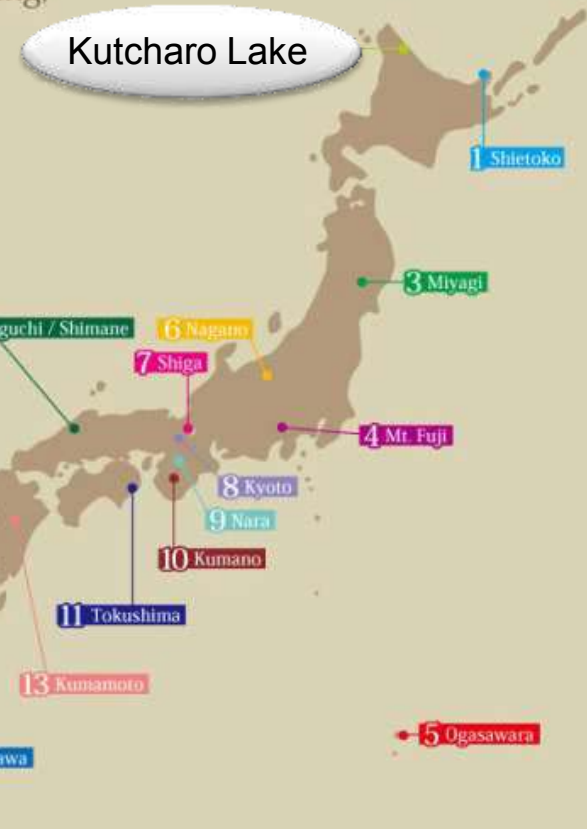 Kutcharo Lake
1 Shietoko
3 Miyagi
guchi / Shimane
6 Nagano
7 Shiga
4 Mt. Fuji
8 Kyoto
9 Nara
10 Kumano
11 Tokushima
13 Kumamoto
5 Ogasawara
awa